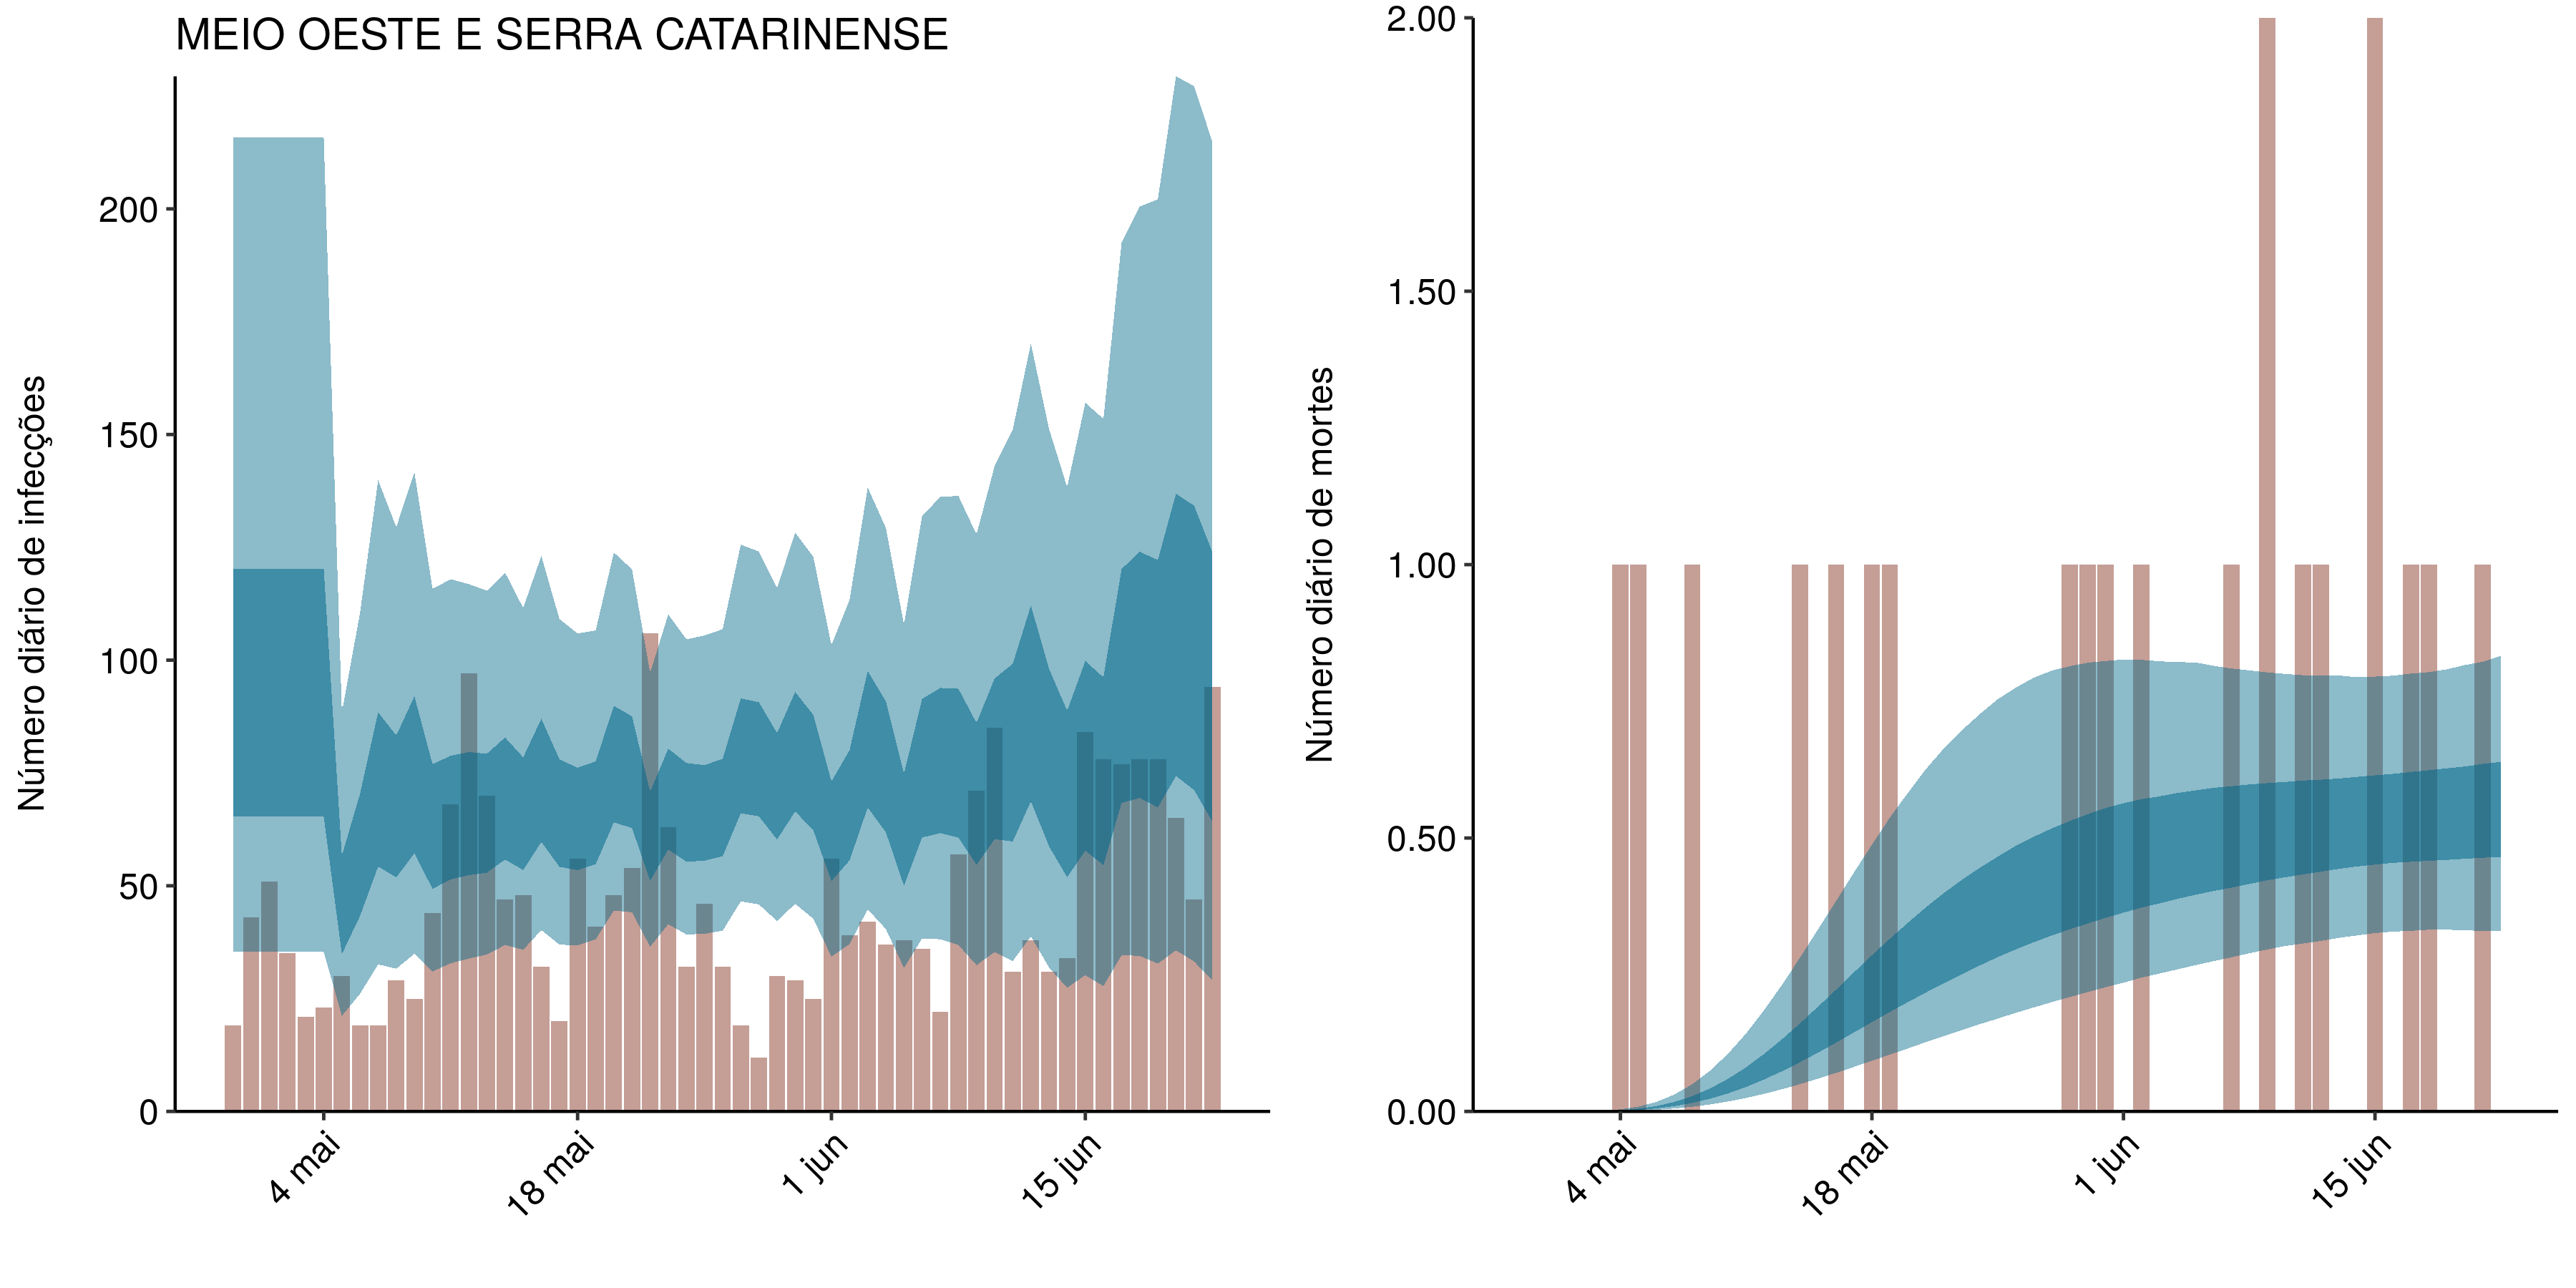 MEIO OESTE E SERRA CATARINENSE
Número diário de infecções
200
150
100
50
0
4 mai
18 mai
1 jun
15 jun
Número diário de mortes
2.00
1.50
1.00
0.50
0.00
4 mai
18 mai
1 jun
15 jun